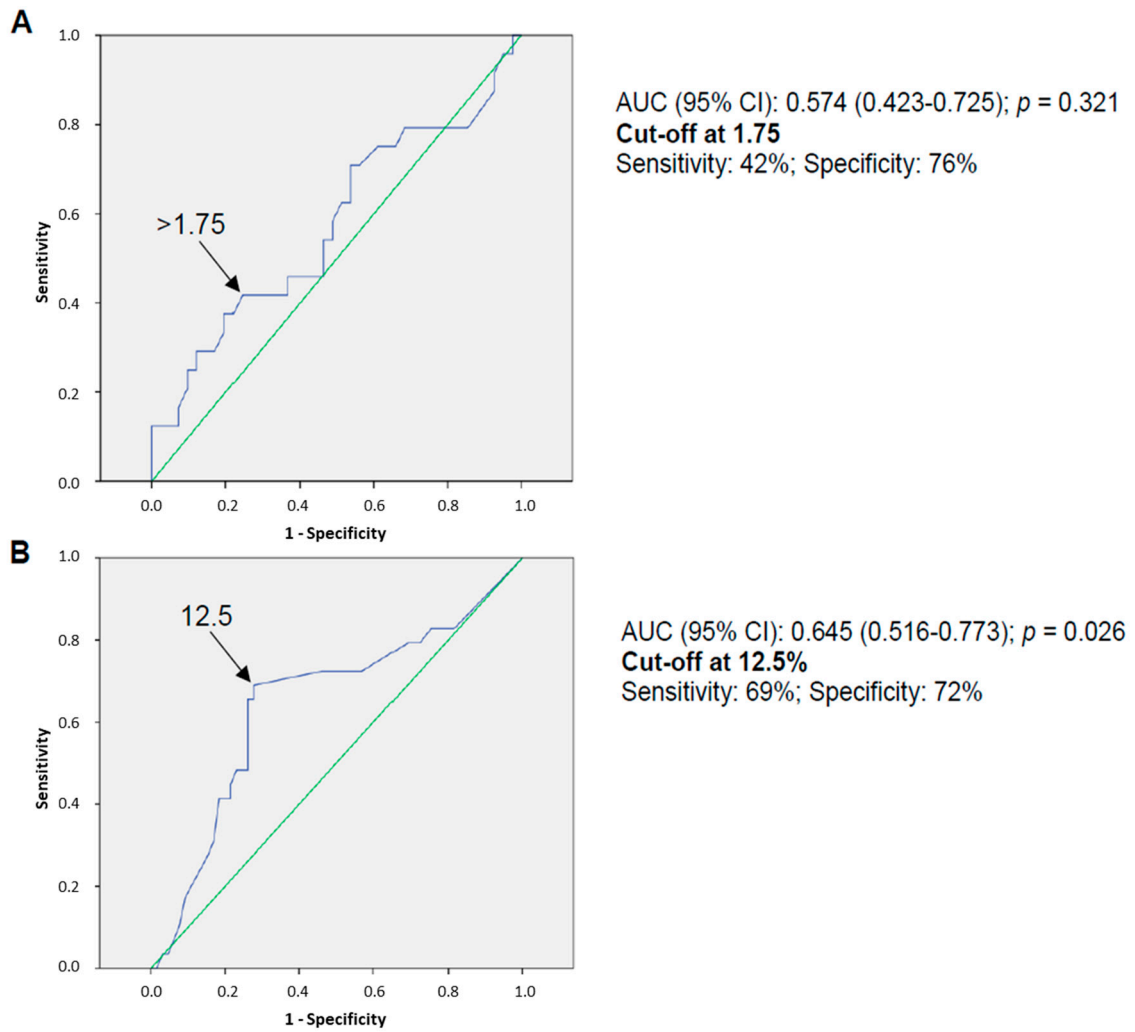 A
1.0
0.8
0.6
0.4
0.2
0.0
Sensitivity
>1.75
0.0 0.2 0.4 0.6 0.8 1.0
1 - Specificity
AUC (95% CI): 0.574 (0.423-0.725); p = 0.321
Cut-off at 1.75
Sensitivity: 42%; Specificity: 76%
B
1.0
0.8
0.6
0.4
0.2
0.0
Sensitivity
12.5
0.0 0.2 0.4 0.6 0.8 1.0
1 - Specificity
AUC (95% CI): 0.645 (0.516-0.773); p = 0.026
Cut-off at 12.5%
Sensitivity: 69%; Specificity: 72%